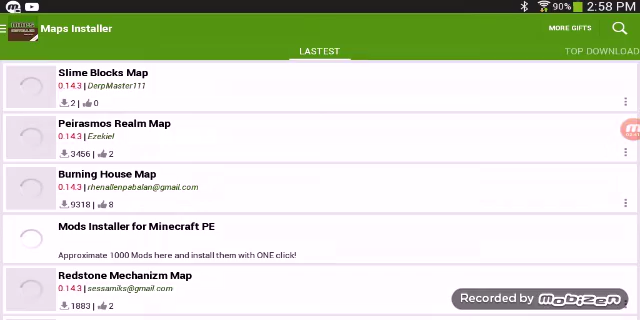 90% 2:58 PM
Maps Installer
MORE GIFTS
LASTEST
TOP DOWNLOAD
Slime Blocks Map
0.14.3 | DerpMaster111
2 | 0
Peirasmos Realm Map
0.14.3 | Ezekiel
3456 | 2
Burning House Map
0.14.3 | rhenallenpabalan@gmail.com
9318 | 8
Mods Installer for Minecraft PE
Approximate 1000 Mods here and install them with ONE click!
Redstone Mechanizm Map
0.14.3 | sessamiks@gmail.com
1883 | 2
Recorded by mobizen